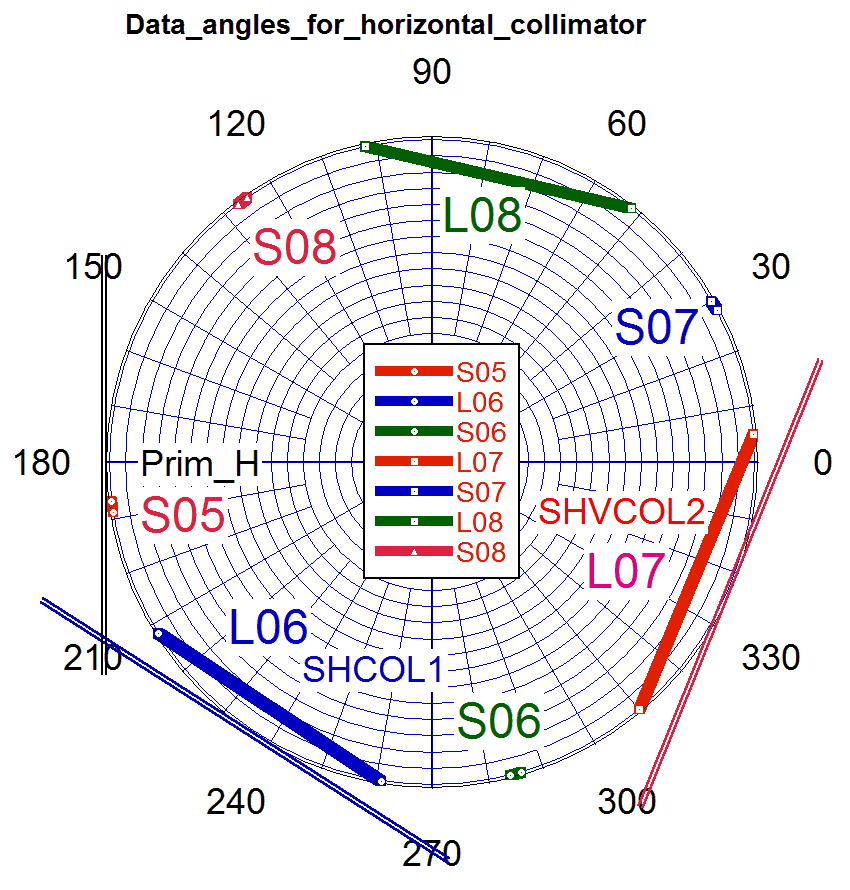 Data_angles_for_horizontal_collimator
90
120
60
L08
S08
150
30
S07
S05
L06
S06
L07
S07
L08
S08
180
Prim_H
0
SHVCOL2
S05
L07
L06
210
SHCOL1
330
S06
240
300
270